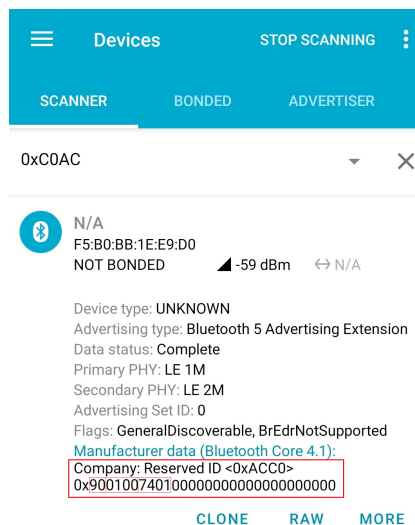 Devices STOP SCANNING
SCANNER BONDED ADVERTISER
0xC0AC
N/A
F5:B0:BB:1E:E9:D0
NOT BONDED -59 dBm N/A
Device type: UNKNOWN
Advertising type: Bluetooth 5 Advertising Extension
Data status: Complete
Primary PHY: LE 1M
Secondary PHY: LE 2M
Advertising Set ID: 0
Flags: GeneralDiscoverable, BrEdrNotSupported
Manufacturer data (Bluetooth Core 4.1):
Company: Reserved ID <0xACC0>
0x90010074010000000000000000000000
CLONE RAW MORE